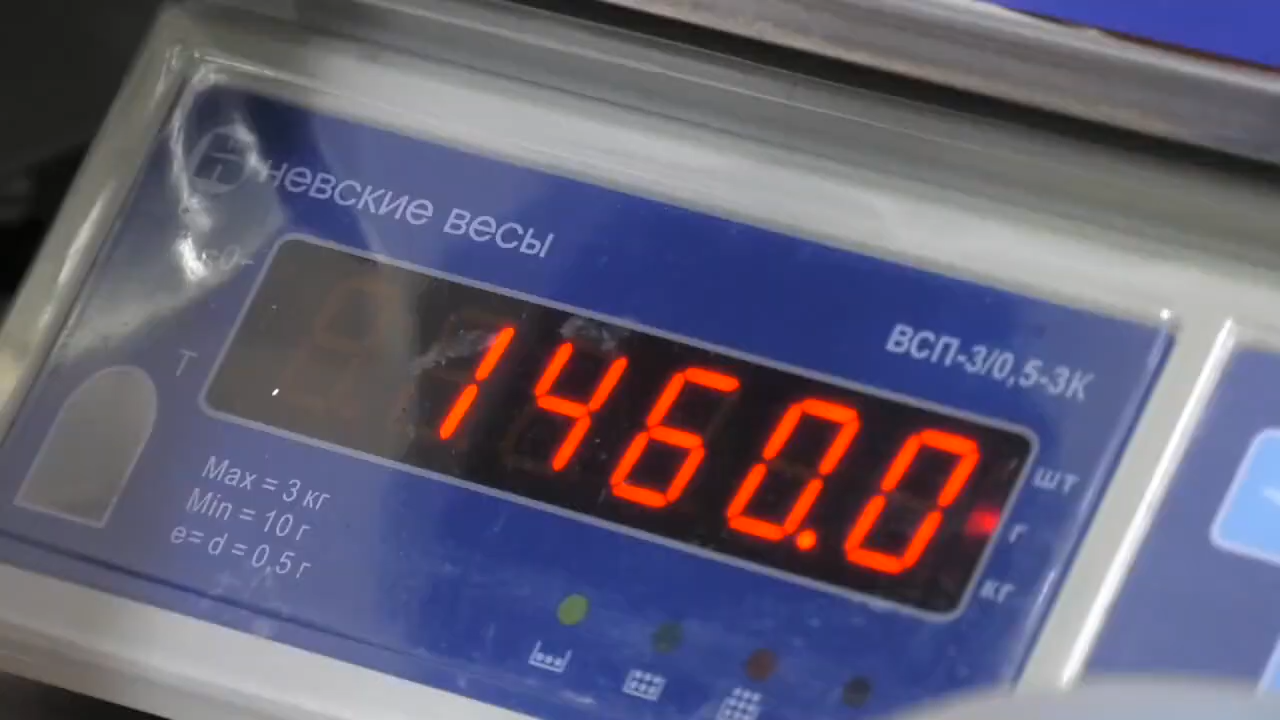 невские весы
ВСП-3/0,5-3К
Т
1460.0
шт
г
кг
Max = 3 кг
Min = 10 г
e= d = 0,5 г